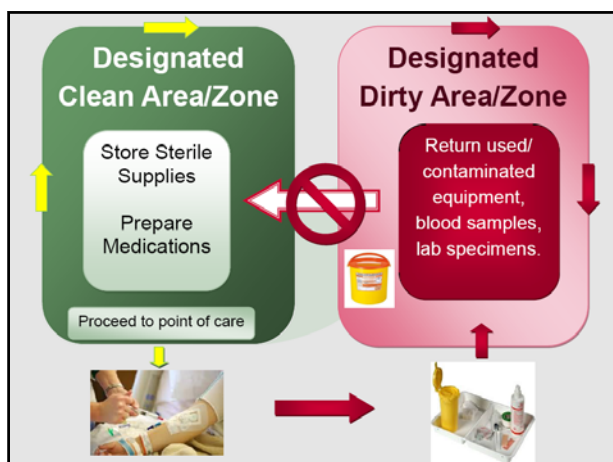 Designated
Clean Area/Zone
Store Sterile
Supplies
Prepare
Medications
Proceed to point of care
Designated
Dirty Area/Zone
Return used/
contaminated
equipment,
blood samples,
lab specimens.